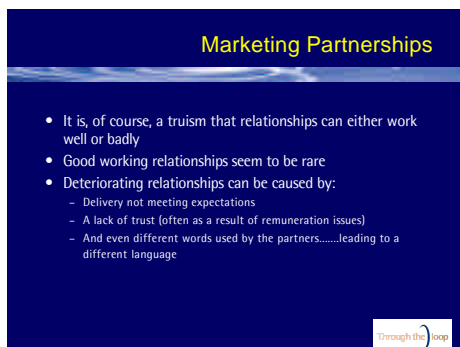 Marketing Partnerships
• It is, of course, a truism that relationships can either work
well or badly
• Good working relationships seem to be rare
• Deteriorating relationships can be caused by:
– Delivery not meeting expectations
– A lack of trust (often as a result of remuneration issues)
– And even different words used by the partners.......leading to a
different language
Through the loop